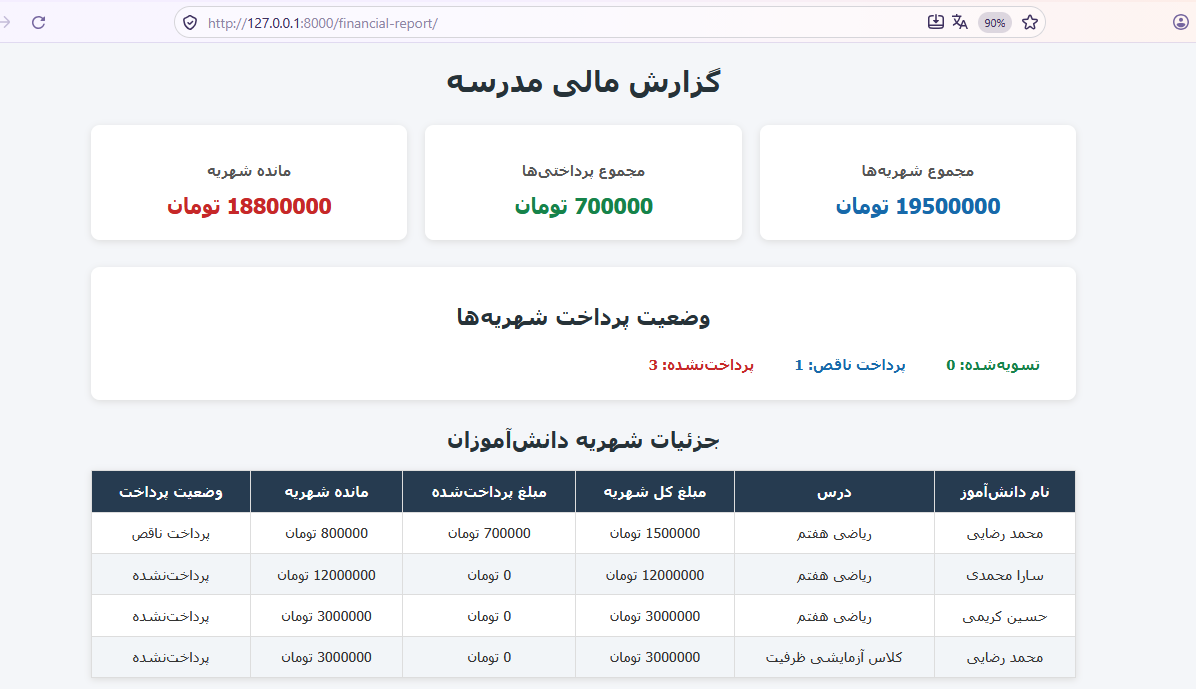 http://127.0.0.1:8000/financial-report/ 90%
گزارش مالی مدرسه
مجموع شهریه‌ها
19500000 تومان
مجموع پرداختی‌ها
700000 تومان
مانده شهریه
18800000 تومان
وضعیت پرداخت شهریه‌ها
تسویه‌شده: 0 پرداخت ناقص: 1 پرداخت‌نشده: 3
جزئیات شهریه دانش‌آموزان
نام دانش‌آموز درس مبلغ کل شهریه مبلغ پرداخت‌شده مانده شهریه وضعیت پرداخت
محمد رضایی ریاضی هفتم 1500000 تومان 700000 تومان 800000 تومان پرداخت ناقص
سارا محمدی ریاضی هفتم 12000000 تومان 0 تومان 12000000 تومان پرداخت‌نشده
حسین کریمی ریاضی هفتم 3000000 تومان 0 تومان 3000000 تومان پرداخت‌نشده
محمد رضایی کلاس آزمایشی ظرفیت 3000000 تومان 0 تومان 3000000 تومان پرداخت‌نشده